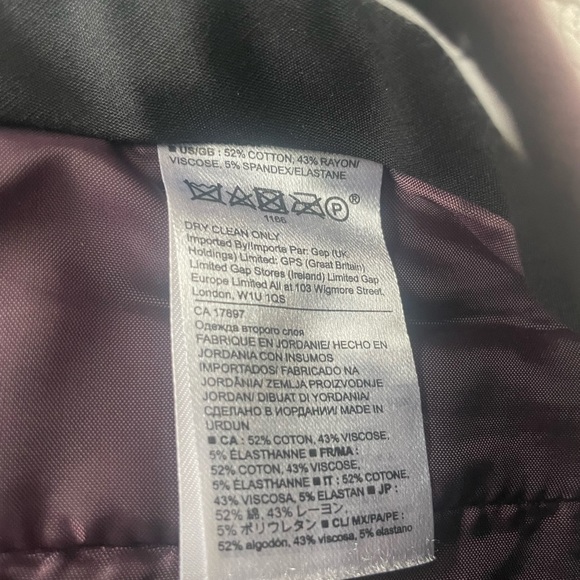 ■ US/GB : 52% COTTON, 43% RAYON/
VISCOSE, 5% SPANDEX/ELASTANE
P ®
1166
DRY CLEAN ONLY
Imported By/Importe Par: Gap (UK
Holdings) Limited: GPS (Great Britain)
Limited Gap Stores (Ireland) Limited Gap
Europe Limited All at 103 Wigmore Street,
London, W1U 1QS
CA 17897
Одежда второго слоя
FABRIQUE EN JORDANIE/ HECHO EN
JORDANIA CON INSUMOS
IMPORTADOS/ FABRICADO NA
JORDÂNIA/ ZEMLJA PROIZVODNJE
JORDAN/ DIBUAT DI YORDANIA/
СДЕЛАНО В ИОРДАНИИ/ MADE IN
URDUN
■ CA : 52% COTON, 43% VISCOSE,
5% ÉLASTHANNE ■ FR/MA :
52% COTON, 43% VISCOSE,
5% ÉLASTHANNE ■ IT : 52% COTONE,
43% VISCOSA, 5% ELASTAN ■ JP :
52% 綿, 43% レーヨン,
5% ポリウレタン ■ CL/ MX/PA/PE :
52% algodón, 43% viscosa, 5% elastano